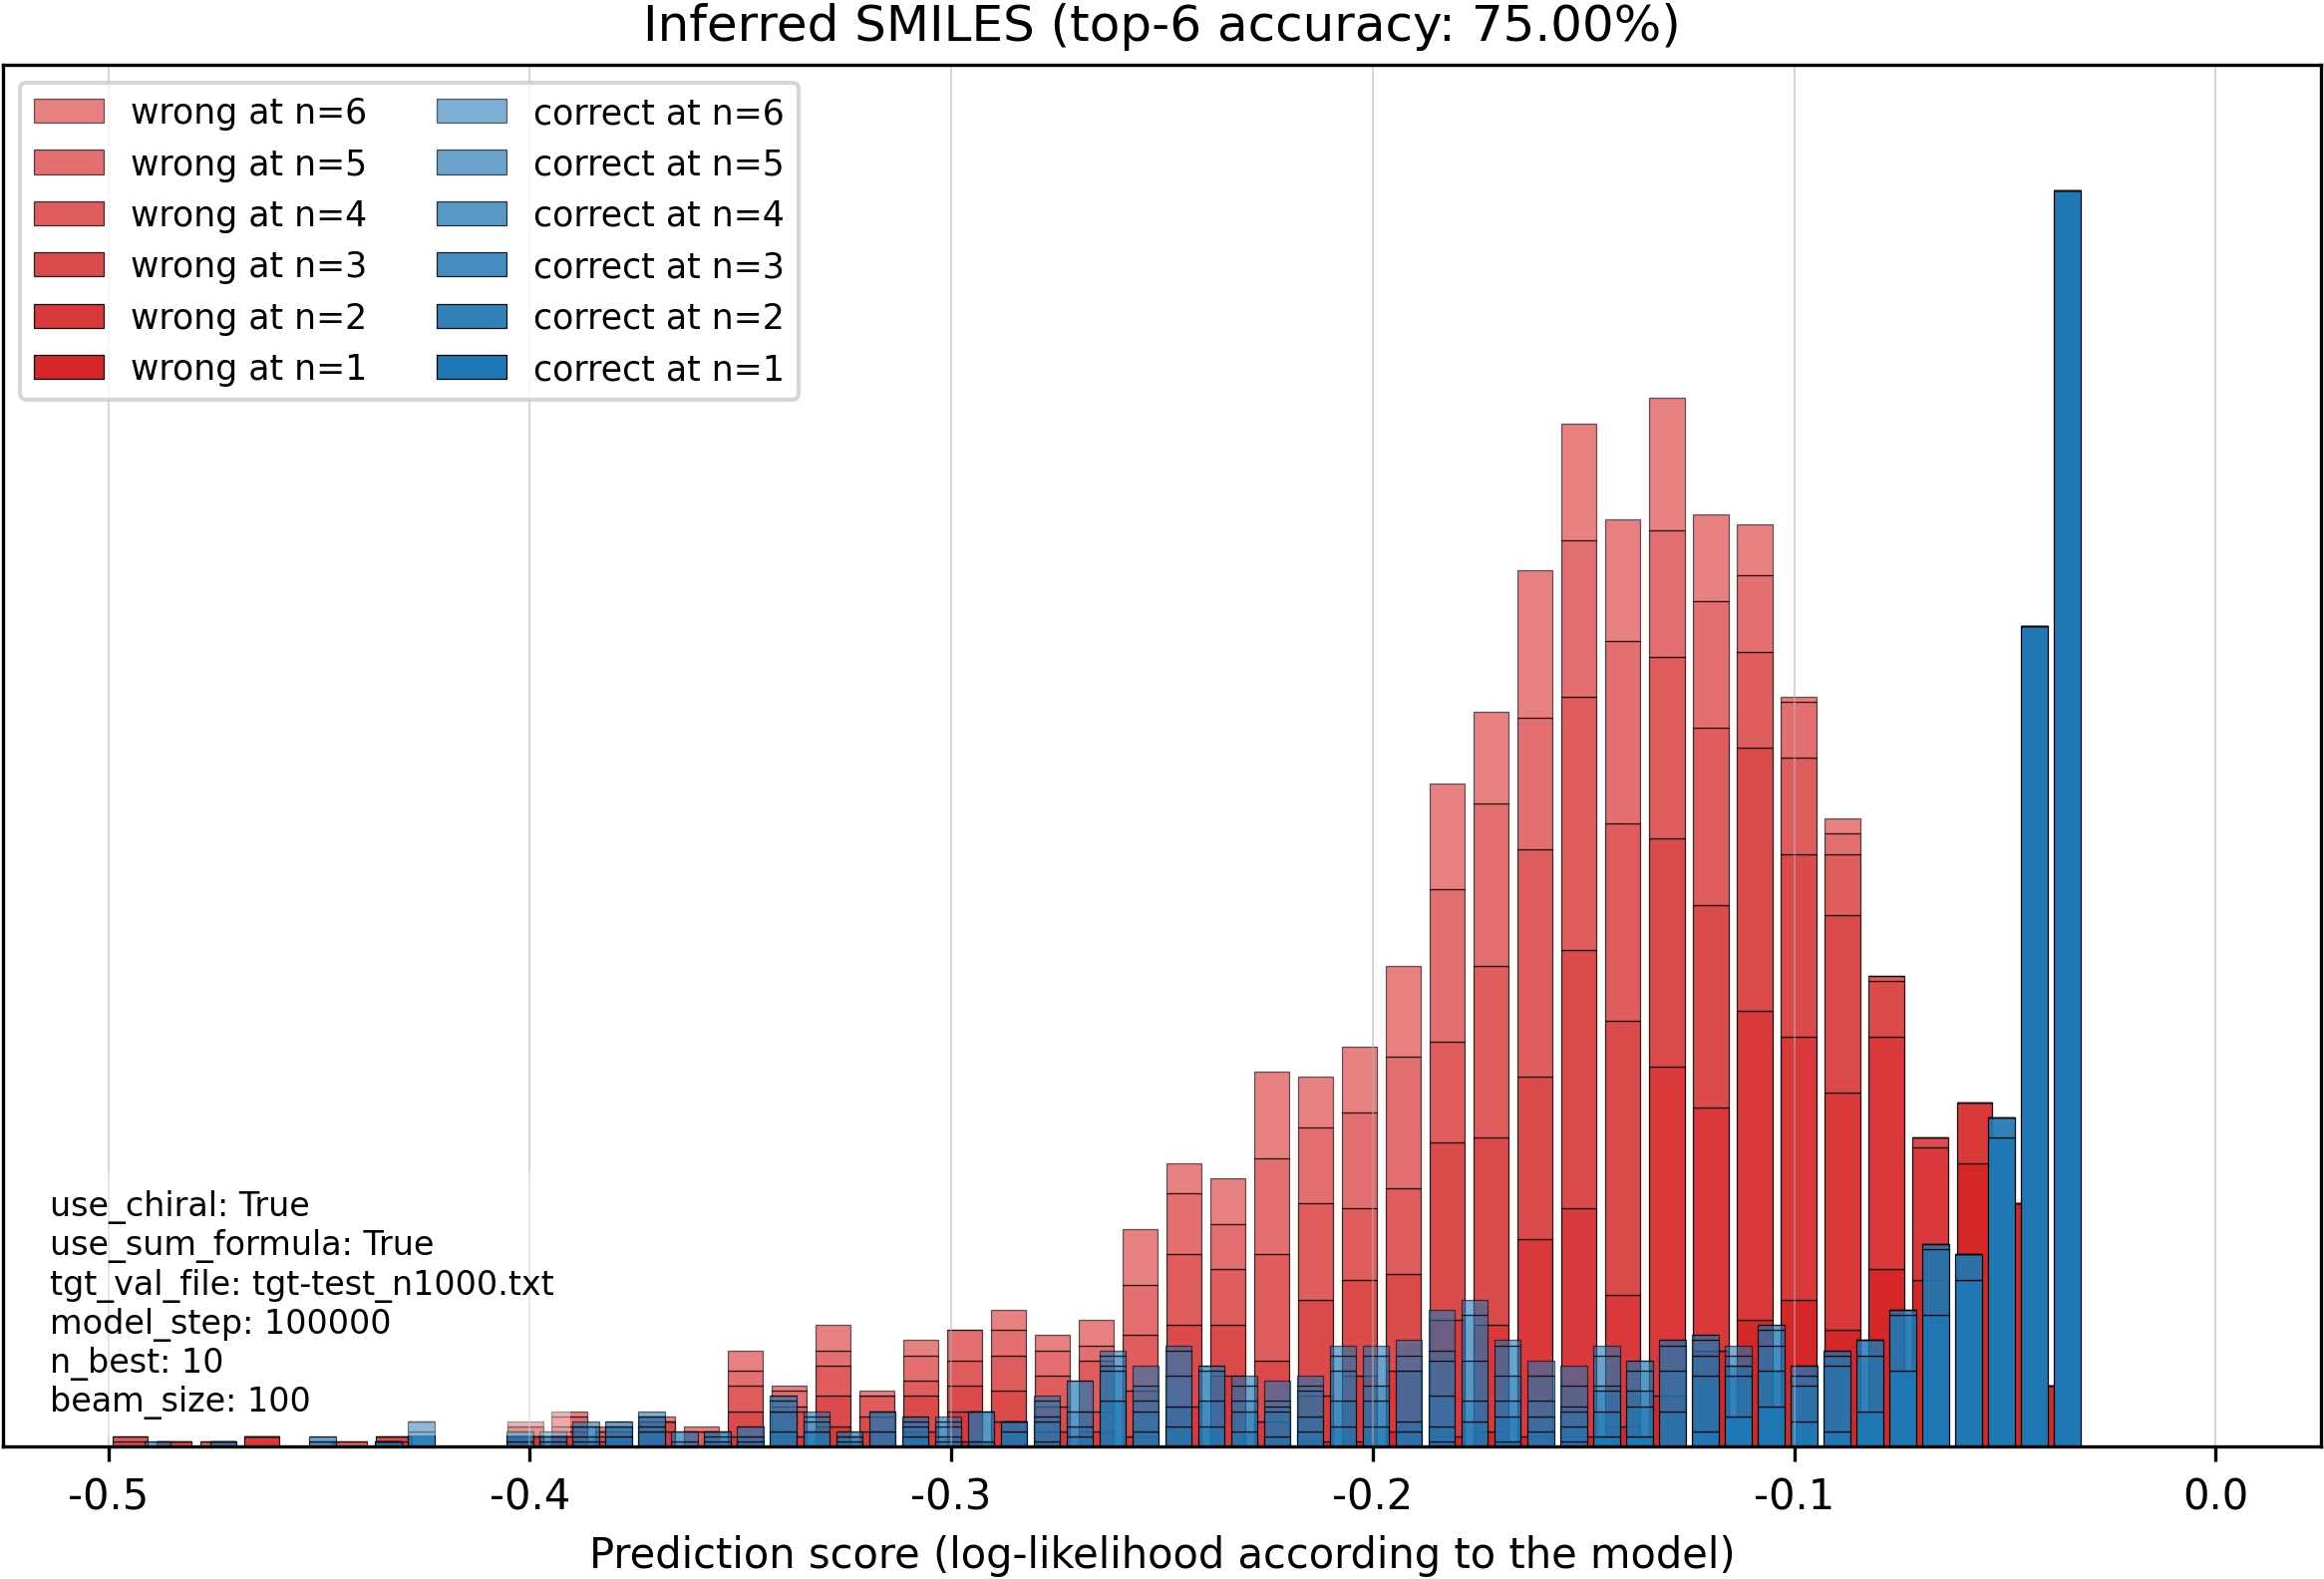 Inferred SMILES (top-6 accuracy: 75.00%)
wrong at n=6
wrong at n=5
wrong at n=4
wrong at n=3
wrong at n=2
wrong at n=1
correct at n=6
correct at n=5
correct at n=4
correct at n=3
correct at n=2
correct at n=1
use_chiral: True
use_sum_formula: True
tgt_val_file: tgt-test_n1000.txt
model_step: 100000
n_best: 10
beam_size: 100
-0.5 -0.4 -0.3 -0.2 -0.1 0.0
Prediction score (log-likelihood according to the model)